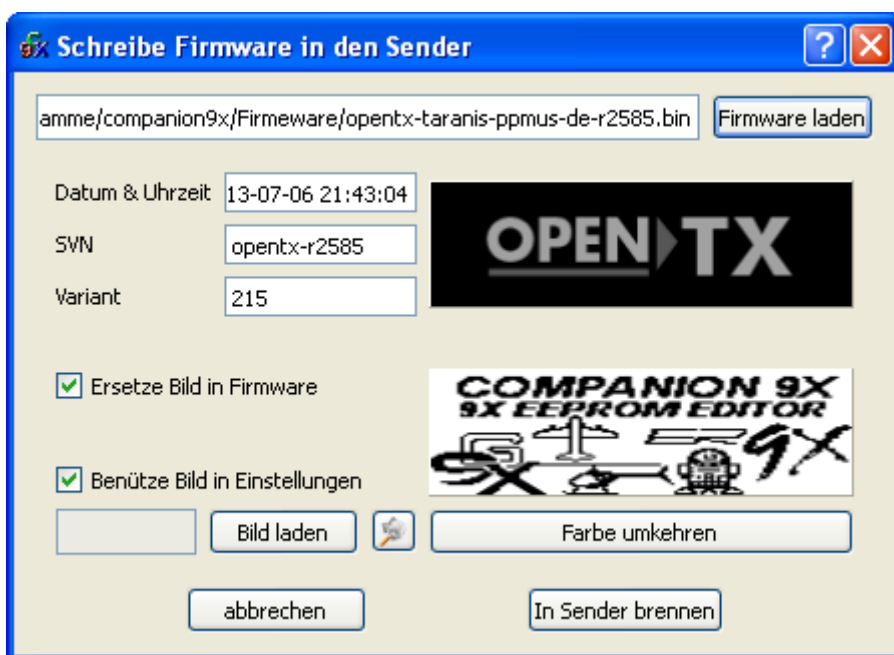 Schreibe Firmware in den Sender
amme/companion9x/Firmeware/opentx-taranis-ppmus-de-r2585.bin
Firmware laden
Datum & Uhrzeit
13-07-06 21:43:04
SVN
opentx-r2585
Variant
215
OPEN TX
Ersetze Bild in Firmware
COMPANION 9X
9X EEPROM EDITOR
9X
9X
Benütze Bild in Einstellungen
Bild laden
Farbe umkehren
abbrechen
In Sender brennen